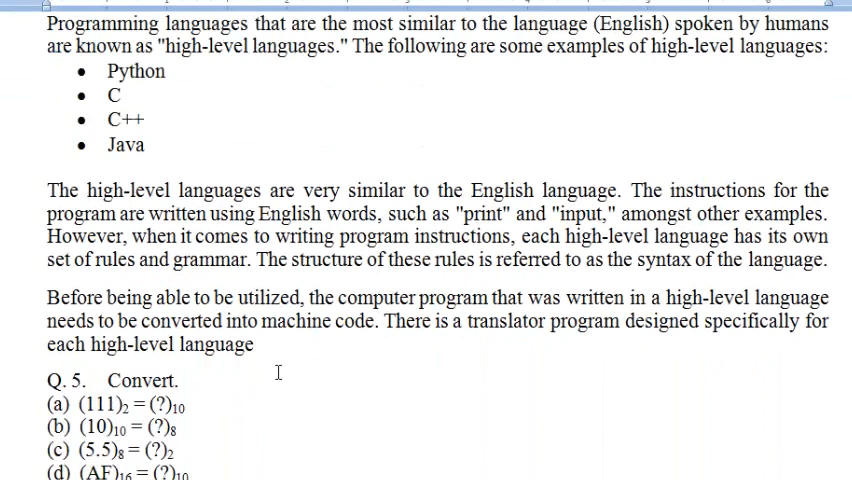 Programming languages that are the most similar to the language (English) spoken by humans
are known as "high-level languages." The following are some examples of high-level languages:
• Python
• C
• C++
• Java
The high-level languages are very similar to the English language. The instructions for the
program are written using English words, such as "print" and "input," amongst other examples.
However, when it comes to writing program instructions, each high-level language has its own
set of rules and grammar. The structure of these rules is referred to as the syntax of the language.
Before being able to be utilized, the computer program that was written in a high-level language
needs to be converted into machine code. There is a translator program designed specifically for
each high-level language
Q. 5. Convert.
(a) (111)₂ = (?)₁₀
(b) (10)₁₀ = (?)₈
(c) (5.5)₈ = (?)₂
(d) (AF)₁₆ = (?)₁₀